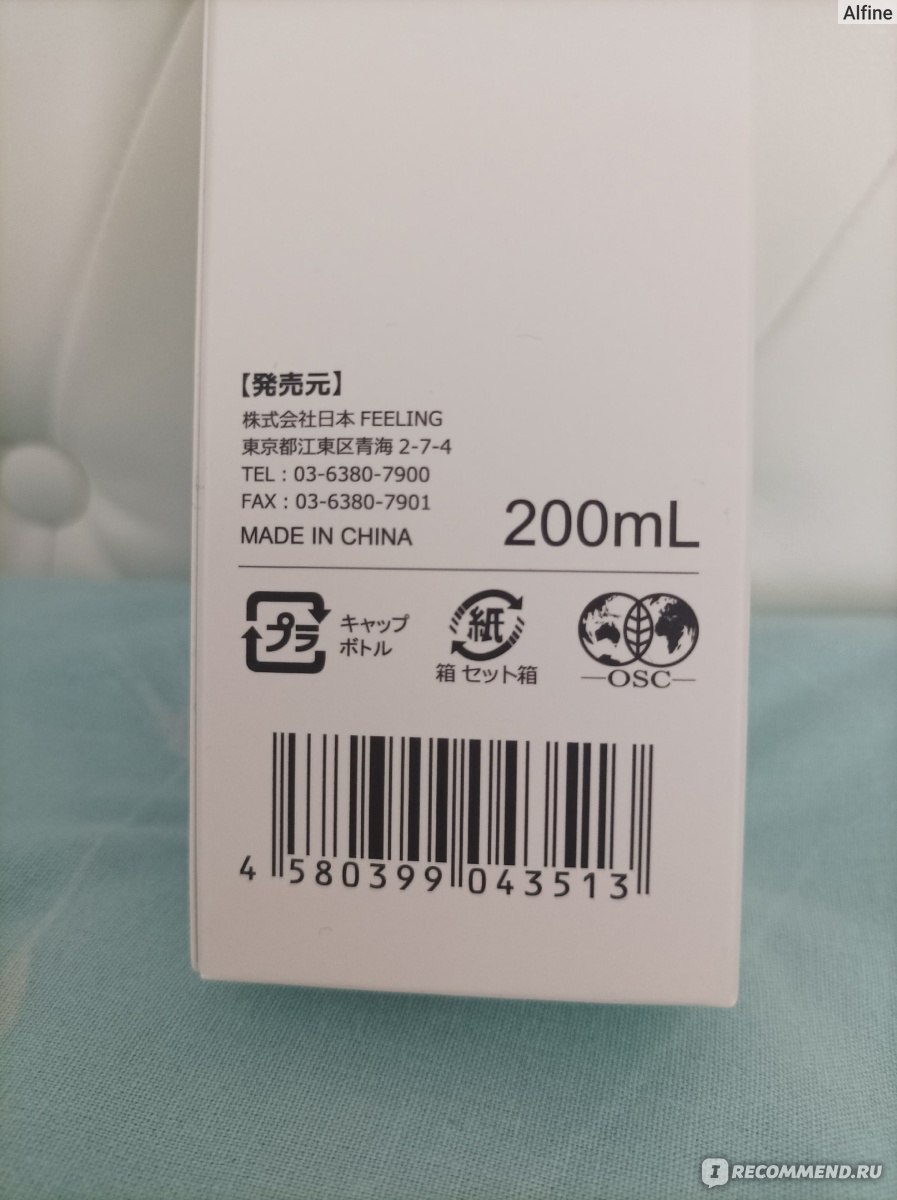 Alfine
【発売元】
株式会社日本 FEELING
東京都江東区青海 2-7-4
TEL : 03-6380-7900
FAX : 03-6380-7901
MADE IN CHINA
200mL
プラ
キャップ
ボトル
紙
箱 セット箱
OSC
4 580399 043513
IRECOMMEND.RU